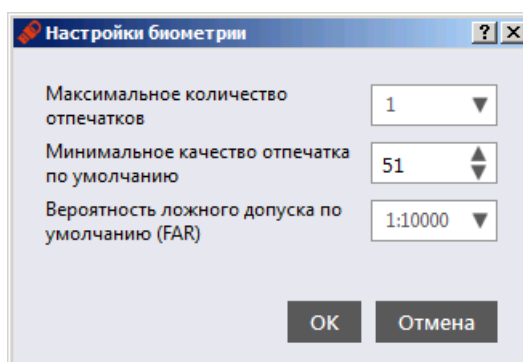 Настройки биометрии
Максимальное количество
отпечатков
1
Минимальное качество отпечатка
по умолчанию
51
Вероятность ложного допуска по
умолчанию (FAR)
1:10000
OK
Отмена